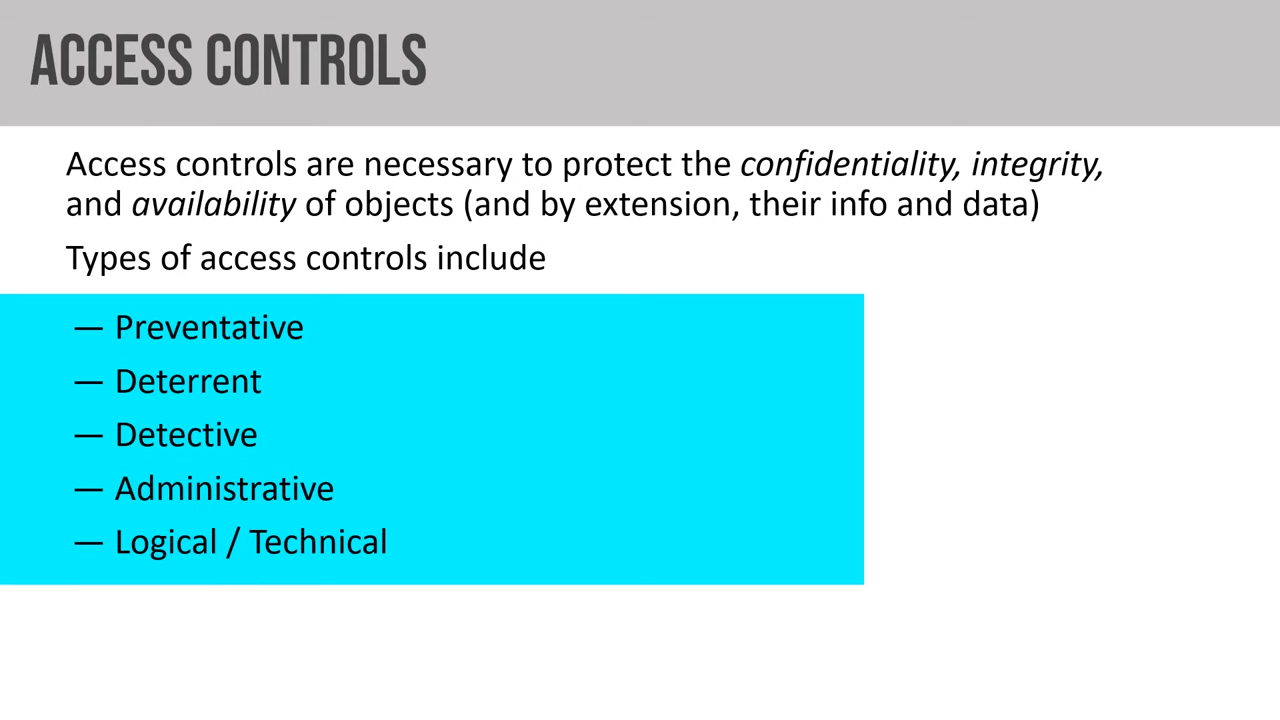 ACCESS CONTROLS
Access controls are necessary to protect the confidentiality, integrity,
and availability of objects (and by extension, their info and data)
Types of access controls include
— Preventative
— Deterrent
— Detective
— Administrative
— Logical / Technical